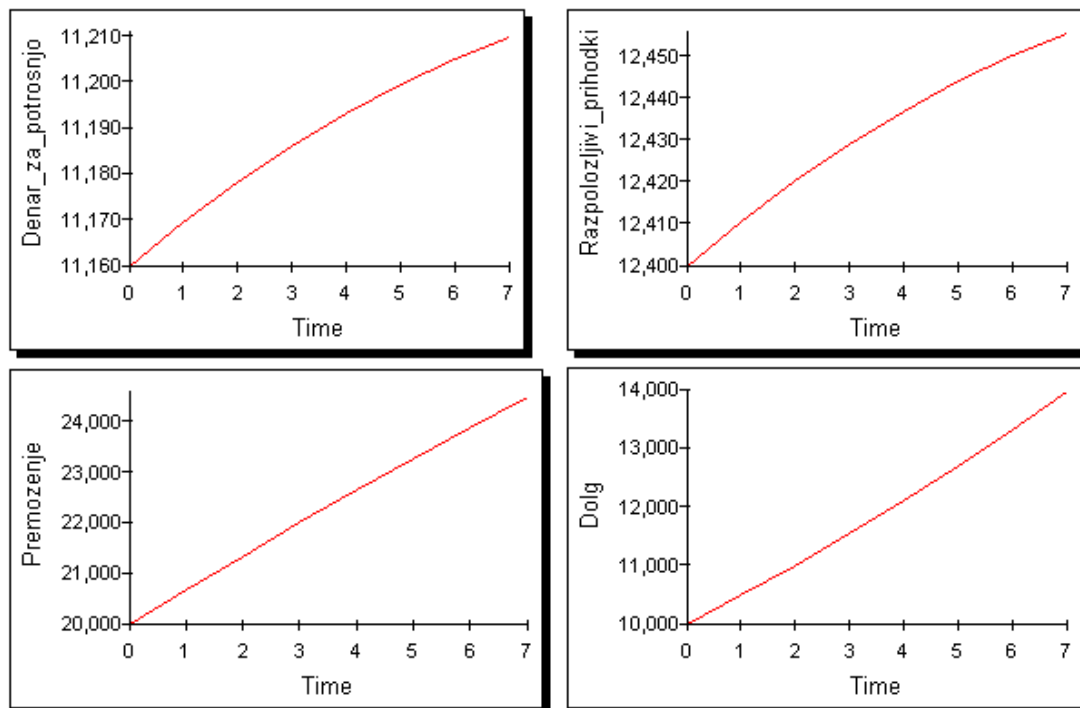 Denar_za_potrosnjo
11,210
11,200
11,190
11,180
11,170
11,160
0 1 2 3 4 5 6 7
Time
Razpolozljivi_prihodki
12,450
12,440
12,430
12,420
12,410
12,400
0 1 2 3 4 5 6 7
Time
Premozenje
24,000
23,000
22,000
21,000
20,000
0 1 2 3 4 5 6 7
Time
Dolg
14,000
13,000
12,000
11,000
10,000
0 1 2 3 4 5 6 7
Time